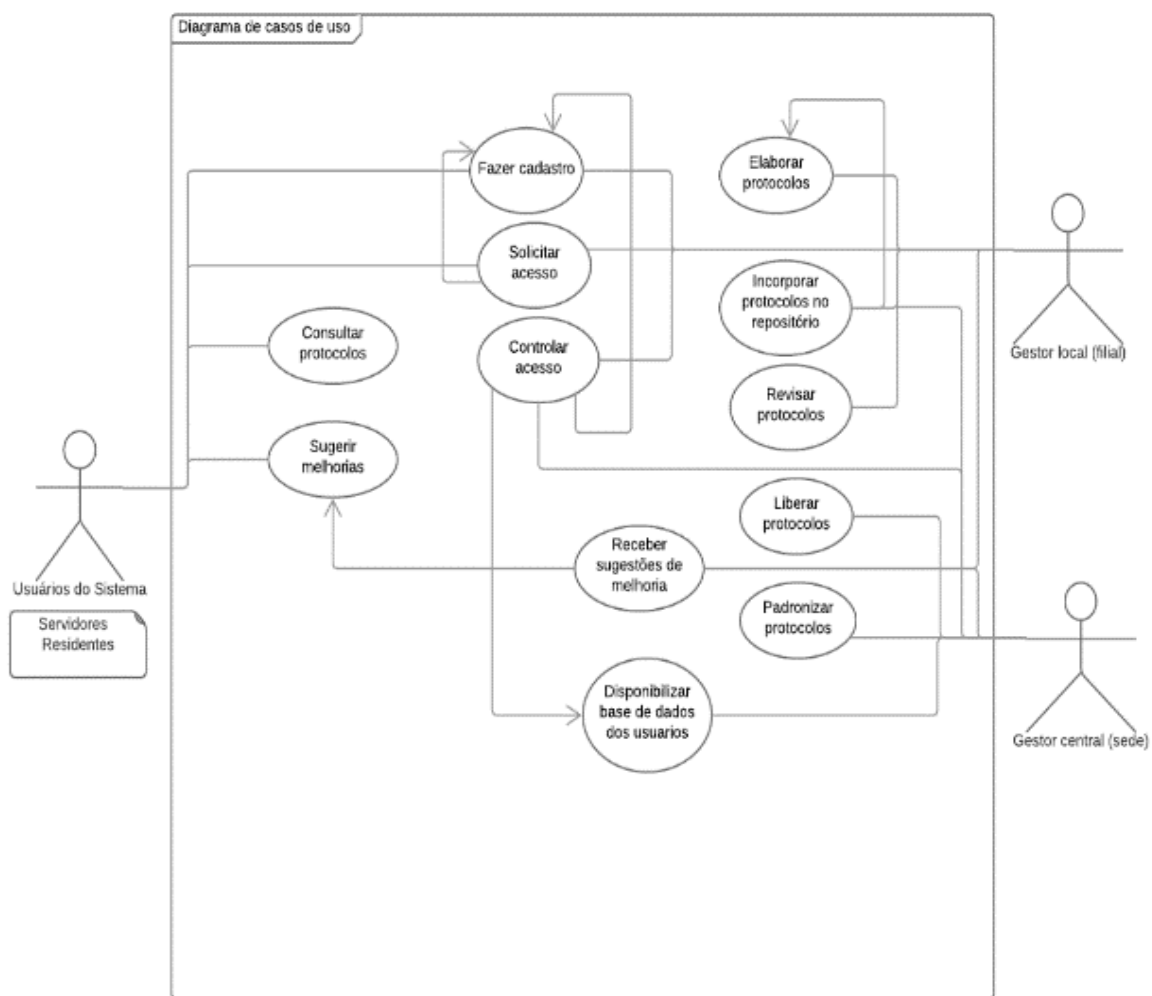 Diagrama de casos de uso
Fazer cadastro
Elaborar
protocolos
Solicitar
acesso
Incorporar
protocolos no
repositório
Consultar
protocolos
Controlar
acesso
Gestor local (filial)
Revisar
protocolos
Sugerir
melhorias
Liberar
protocolos
Receber
sugestões de
melhoria
Usuários do Sistema
Padronizar
protocolos
Servidores
Residentes
Disponibilizar
base de dados
dos usuarios
Gestor central (sede)